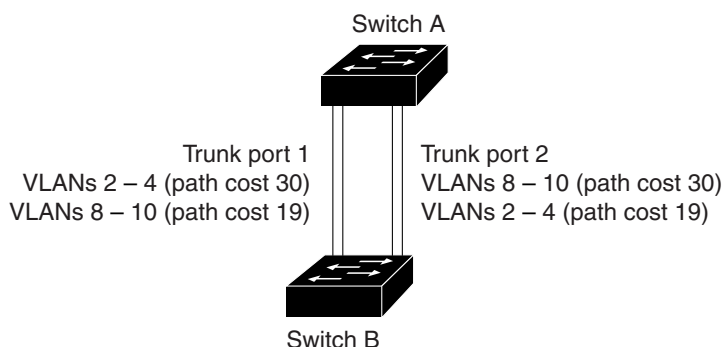 Switch A
Trunk port 1
VLANs 2 – 4 (path cost 30)
VLANs 8 – 10 (path cost 19)
Trunk port 2
VLANs 8 – 10 (path cost 30)
VLANs 2 – 4 (path cost 19)
Switch B